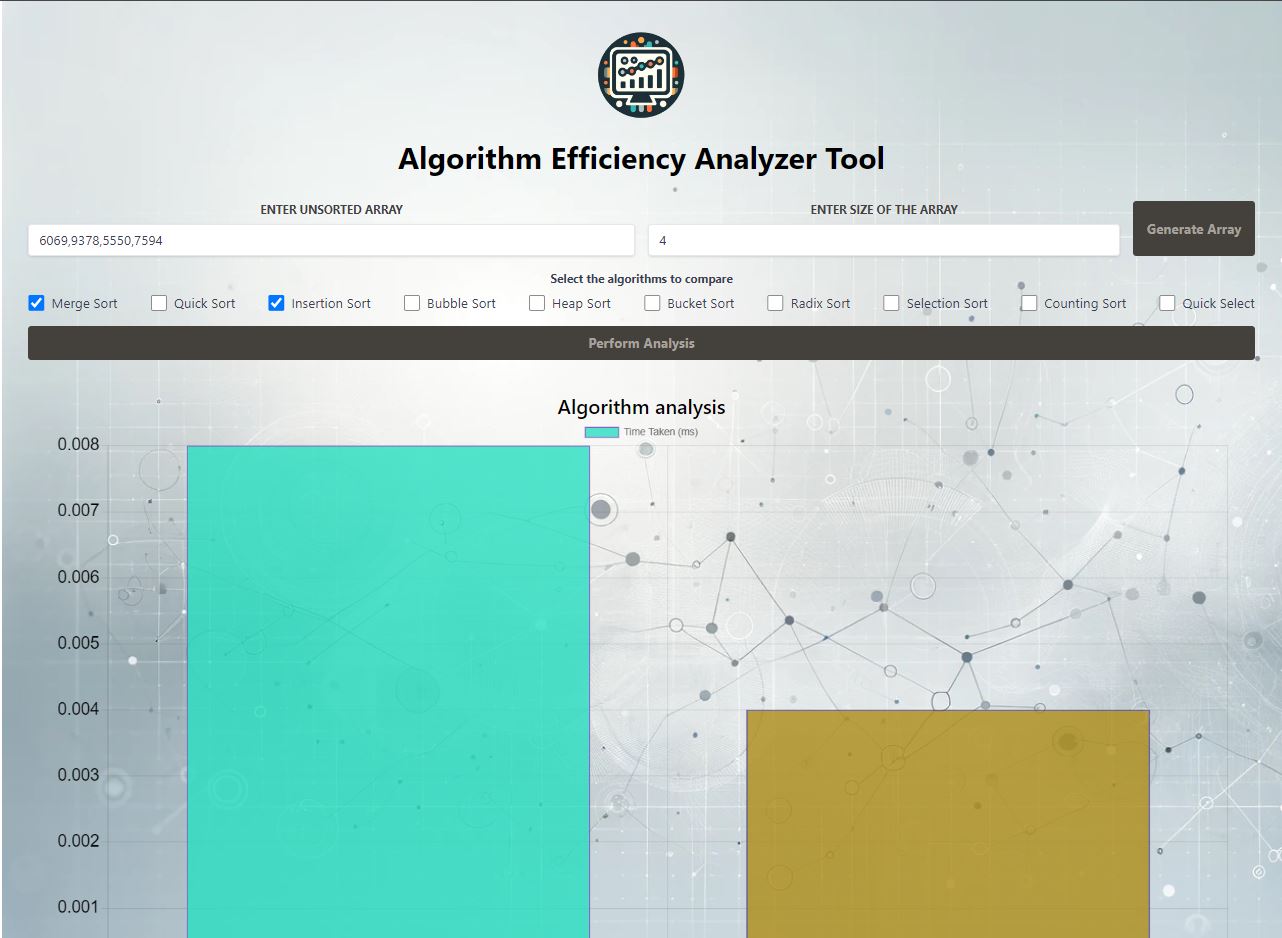 Algorithm Efficiency Analyzer Tool
ENTER UNSORTED ARRAY ENTER SIZE OF THE ARRAY
6069,9378,5550,7594 4 Generate Array
Select the algorithms to compare
Merge Sort Quick Sort Insertion Sort Bubble Sort Heap Sort Bucket Sort Radix Sort Selection Sort Counting Sort Quick Select
Perform Analysis
Algorithm analysis
Time Taken (ms)
0.008
0.007
0.006
0.005
0.004
0.003
0.002
0.001